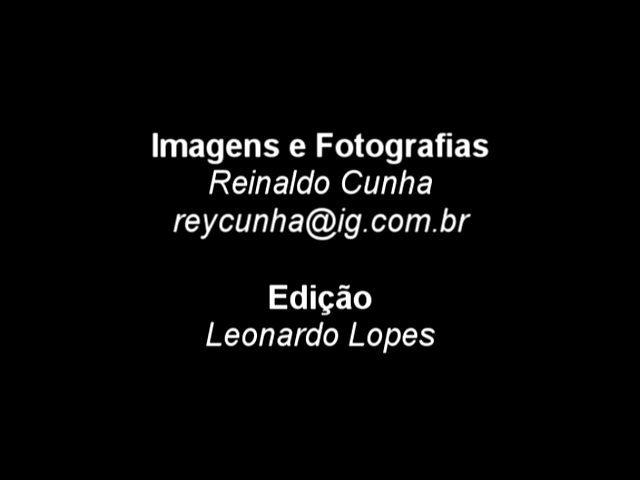 Imagens e Fotografias
Reinaldo Cunha
reycunha@ig.com.br
Edição
Leonardo Lopes